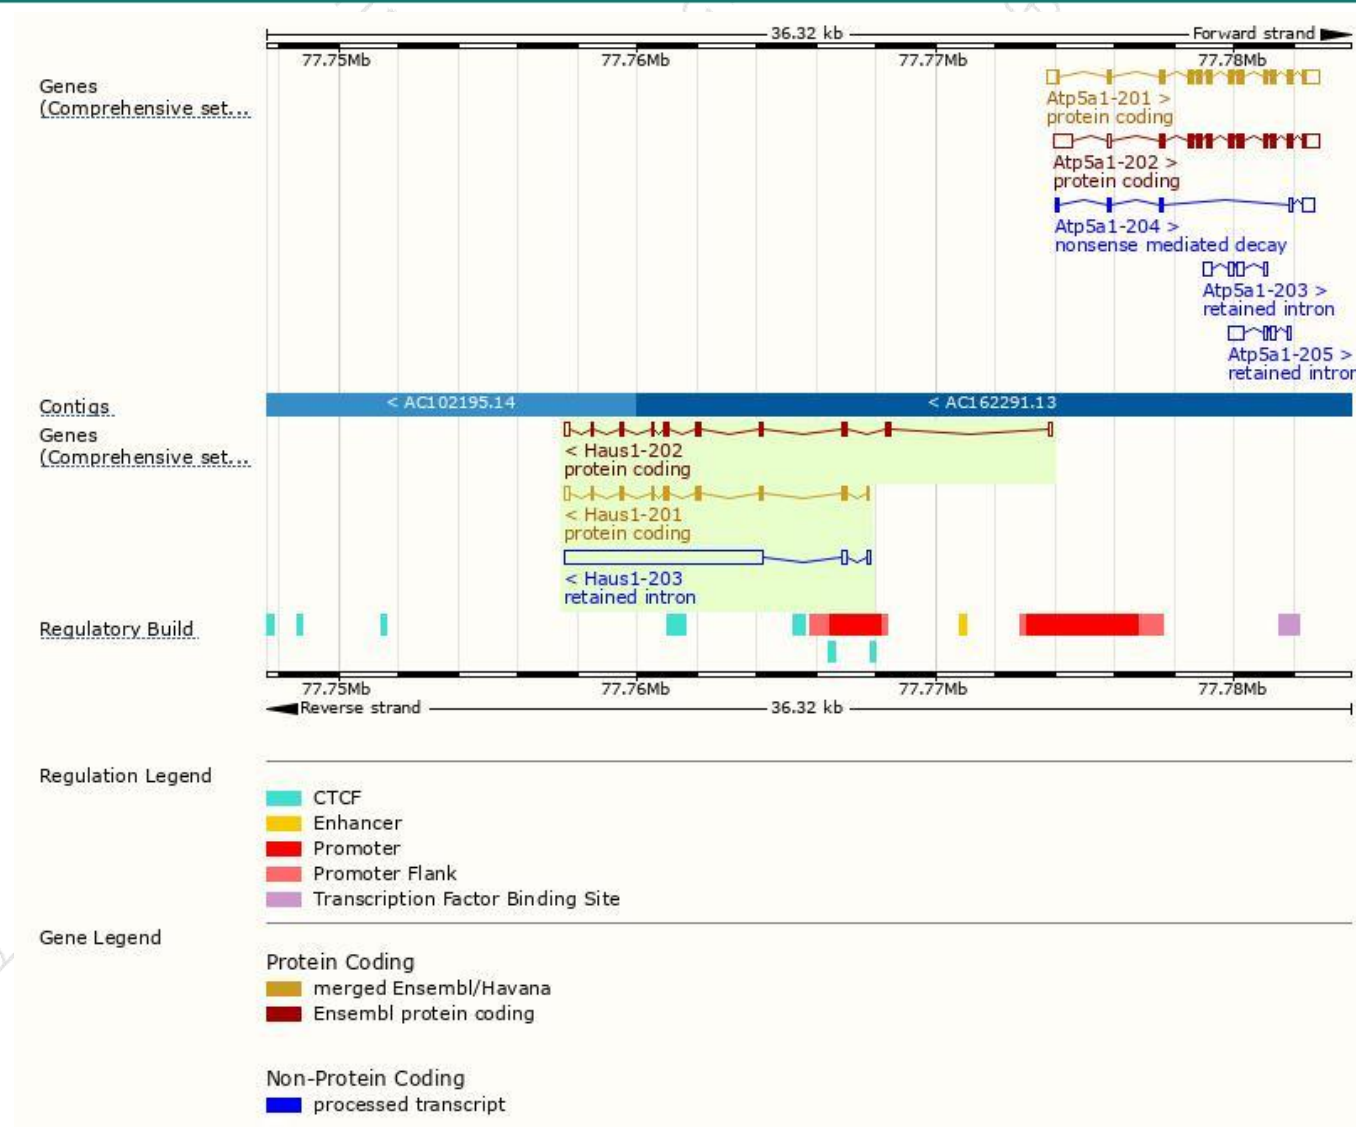 36.32 kb
Forward strand
77.75Mb 77.76Mb 77.77Mb 77.78Mb
Genes
(Comprehensive set...
Atp5a1-201 >
protein coding
Atp5a1-202 >
protein coding
Atp5a1-204 >
nonsense mediated decay
Atp5a1-203 >
retained intron
Atp5a1-205 >
retained intron
Contigs
< AC102195.14
< AC162291.13
Genes
(Comprehensive set...
< Haus1-202
protein coding
< Haus1-201
protein coding
< Haus1-203
retained intron
Regulatory Build
77.75Mb 77.76Mb 77.77Mb 77.78Mb
Reverse strand
36.32 kb
Regulation Legend
CTCF
Enhancer
Promoter
Promoter Flank
Transcription Factor Binding Site
Gene Legend
Protein Coding
merged Ensembl/Havana
Ensembl protein coding
Non-Protein Coding
processed transcript